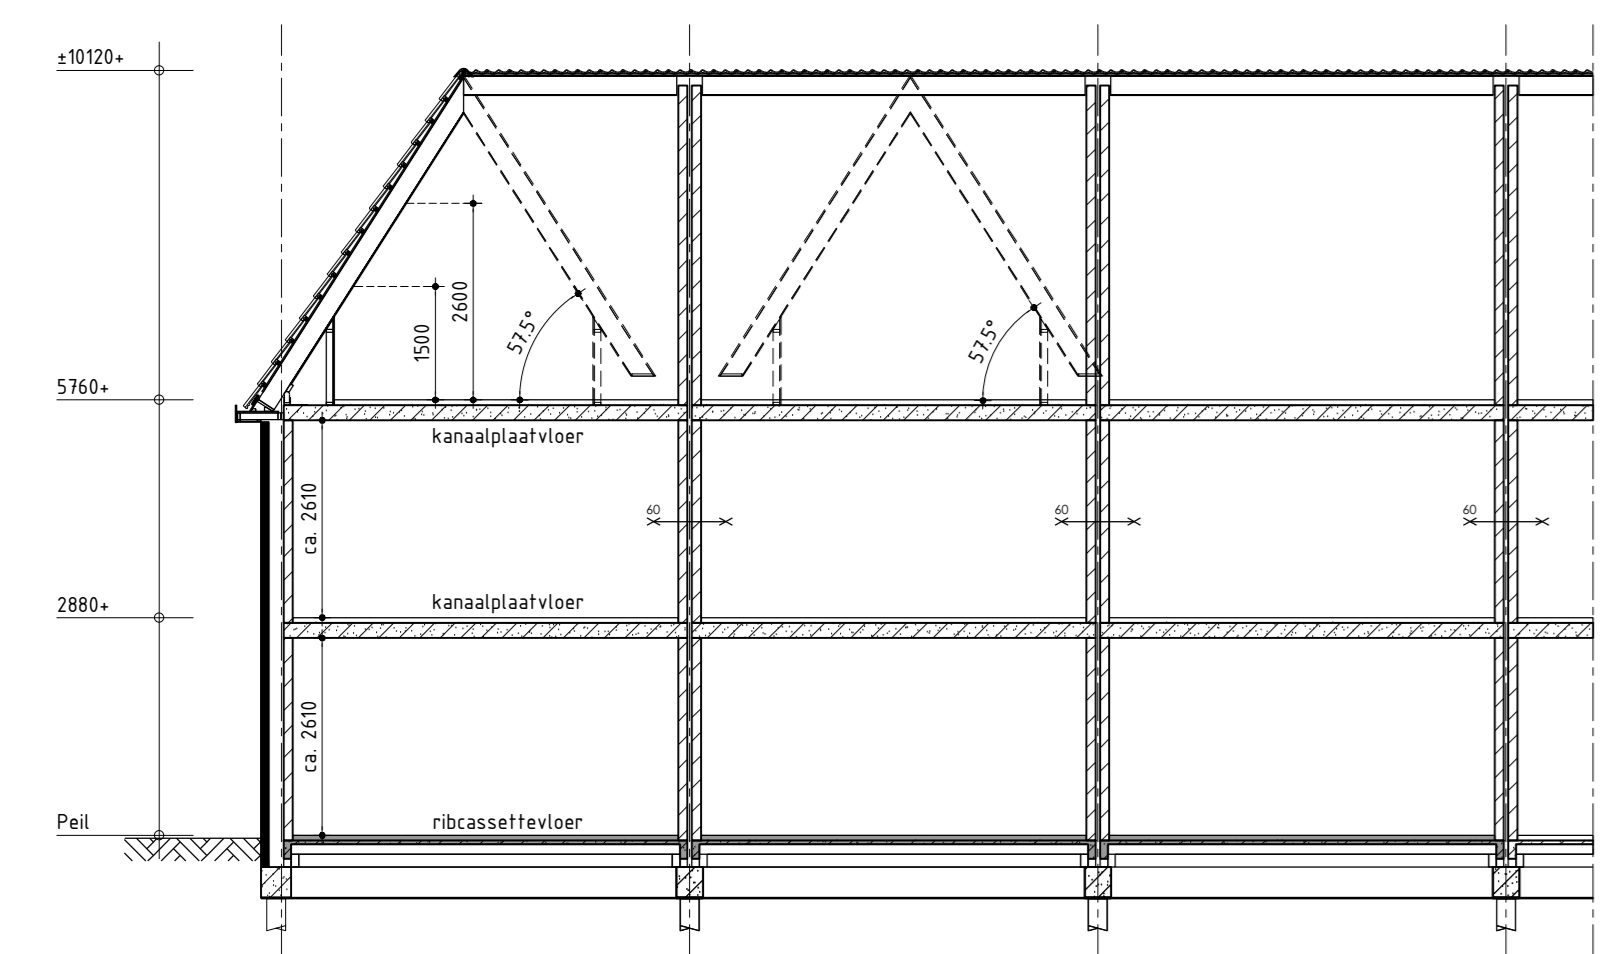 ±10120+
2600
1500
57.5°
57.5°
5760+
kanaalplaatvloer
ca. 2610
60
60
60
2880+
kanaalplaatvloer
ca. 2610
Peil
ribcassettevloer